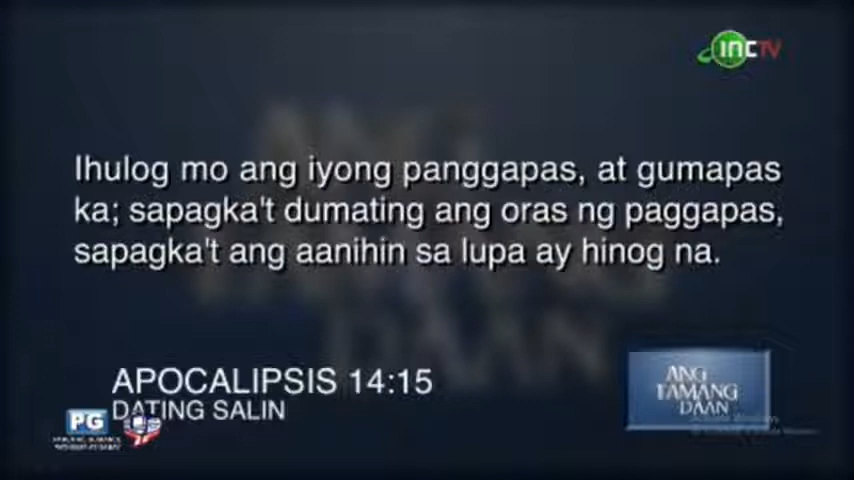 INCTV
Ihulog mo ang iyong panggapas, at gumapas
ka; sapagka't dumating ang oras ng paggapas,
sapagka't ang aanihin sa lupa ay hinog na.
APOCALIPSIS 14:15
DATING SALIN
PG
ANG
TAMANG
DAAN